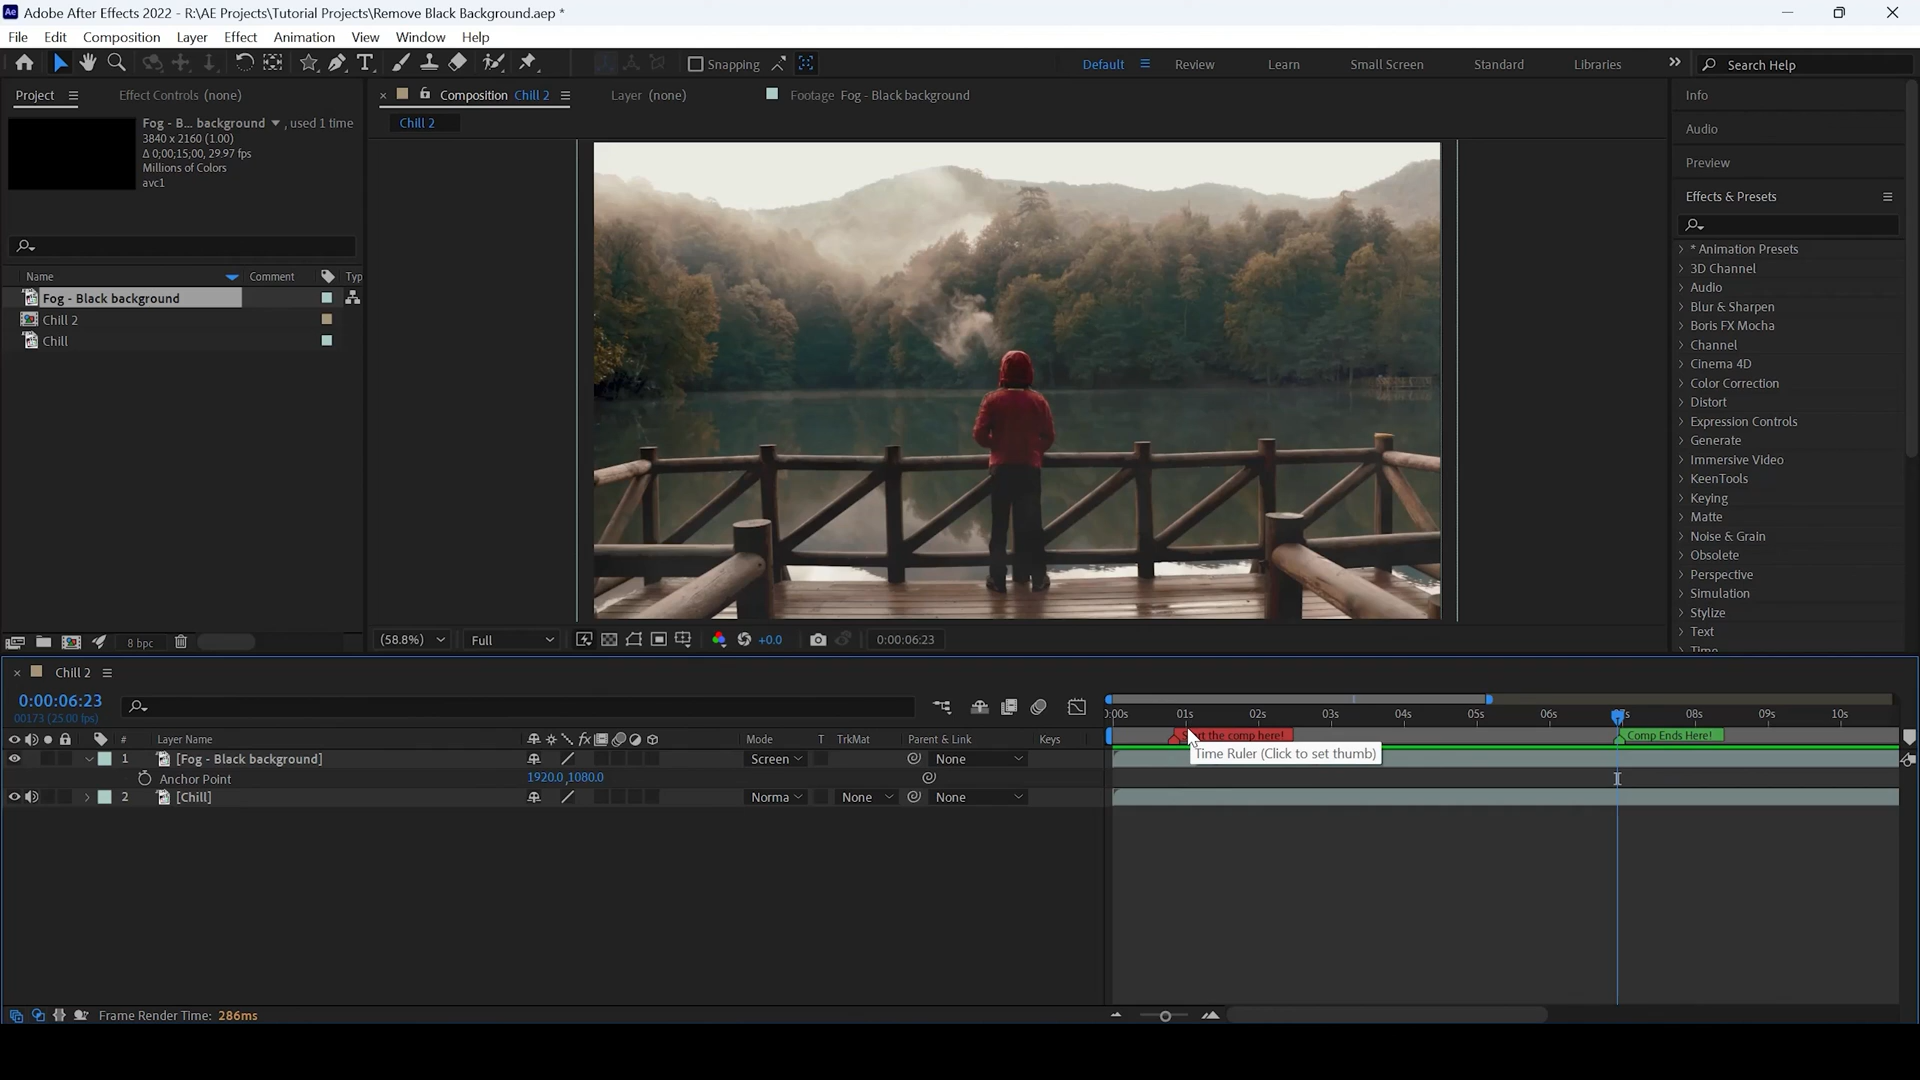 Adobe After Effects 2022 - R:\AE Projects\Tutorial Projects\Remove Black Background.aep *
File Edit Composition Layer Effect Animation View Window Help
Snapping Default Review Learn Small Screen Standard Libraries Search Help
Project Effect Controls (none) Composition Chill 2 Layer (none) Footage Fog - Black background
Fog - B... background , used 1 time
3840 x 2160 (1.00)
Δ 0;00;15;00, 29.97 fps
Millions of Colors
avc1
Chill 2
Name Comment Typ
Fog - Black background
Chill 2
Chill
8 bpc
(58.8%) Full +0.0 0:00:06:23
Info
Audio
Preview
Effects & Presets
* Animation Presets
3D Channel
Audio
Blur & Sharpen
Boris FX Mocha
Channel
Cinema 4D
Color Correction
Distort
Expression Controls
Generate
Immersive Video
KeenTools
Keying
Matte
Noise & Grain
Obsolete
Perspective
Simulation
Stylize
Text
Time
Chill 2
0:00:06:23
00173 (25.00 fps)
0:00s 01s 02s 03s 04s 05s 06s 08s 09s 10s
# Layer Name Mode T TrkMat Parent & Link Keys
the comp here! Comp Ends Here!
Time Ruler (Click to set thumb)
1 [Fog - Black background] Screen None
Anchor Point 1920.0,1080.0
2 [Chill] Norma None None
Frame Render Time: 286ms